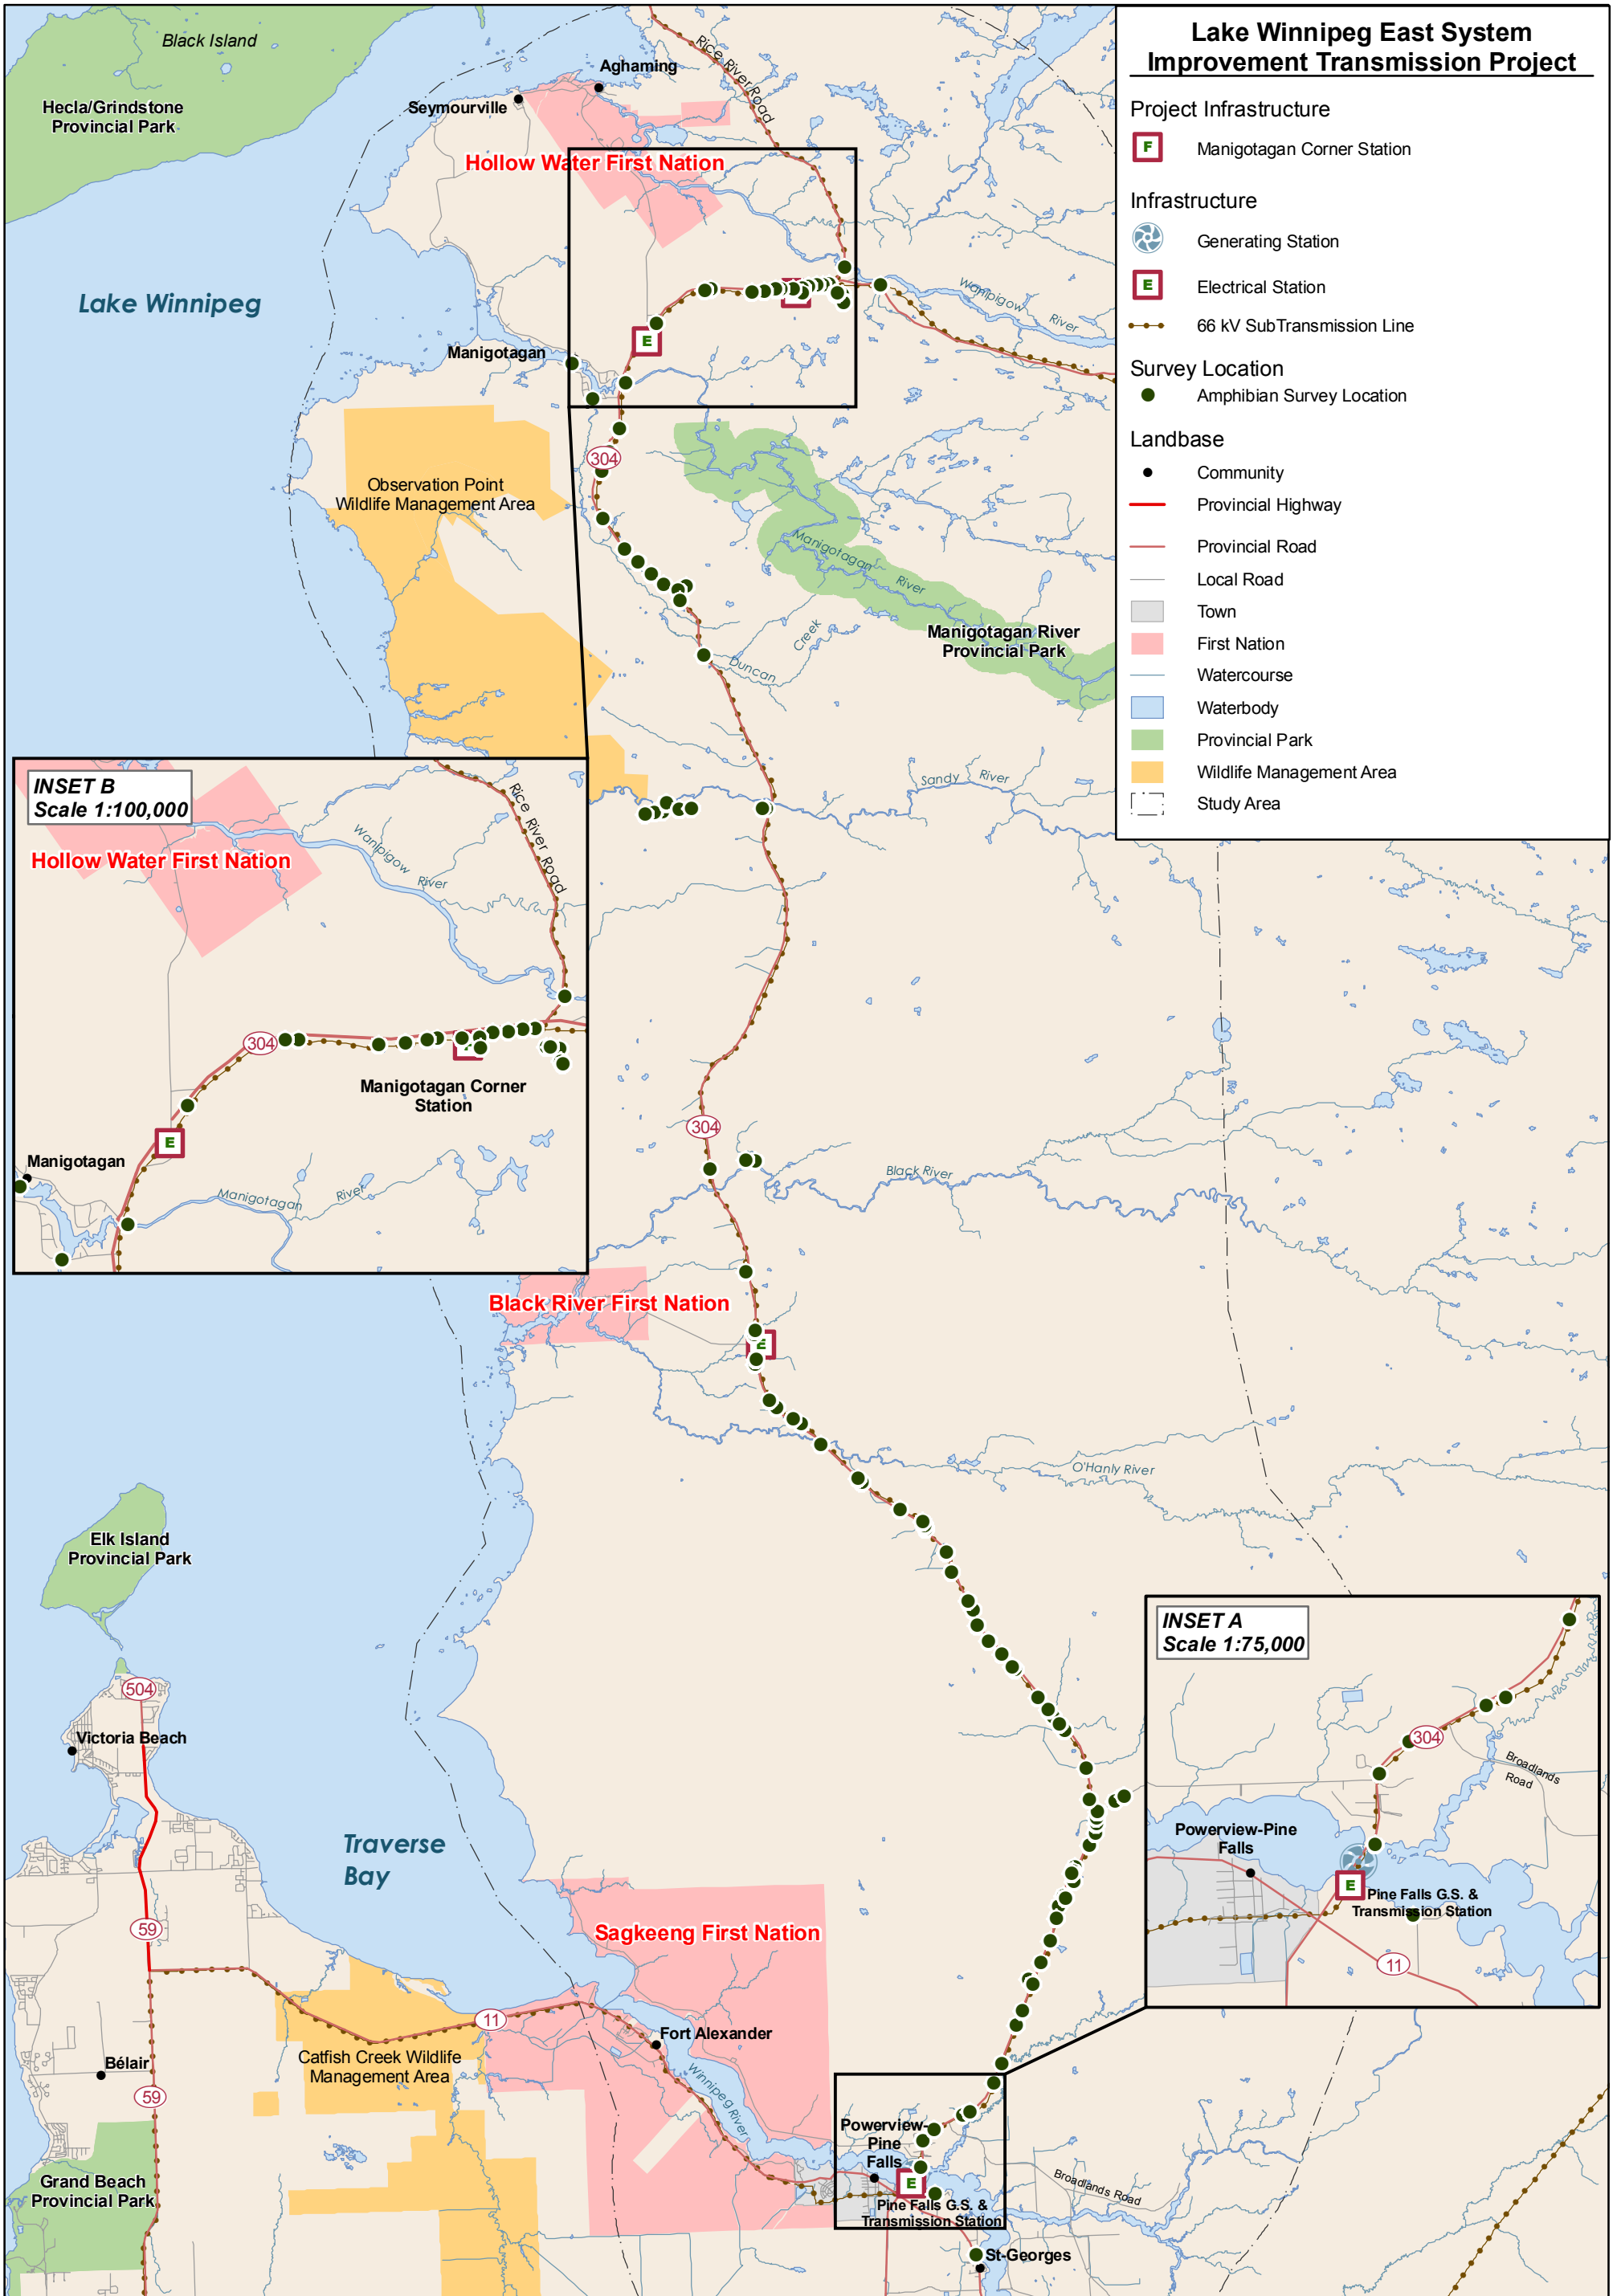 Lake Winnipeg East System
Improvement Transmission Project
Project Infrastructure
F
Manigotagan Corner Station
Infrastructure
Generating Station
E
Electrical Station
66 kV SubTransmission Line
Survey Location
Amphibian Survey Location
Landbase
Community
Provincial Highway
Provincial Road
Local Road
Town
First Nation
Watercourse
Waterbody
Provincial Park
Wildlife Management Area
Study Area
Black Island
Hecla/Grindstone
Provincial Park
Aghaming
Seymourville
Rice River Road
Hollow Water First Nation
Lake Winnipeg
Wanipigow
River
E
Manigotagan
304
Observation Point
Wildlife Management Area
Manigotagan
River
Manigotagan River
Provincial Park
Duncan
Creek
Sandy River
INSET B
Scale 1:100,000
Rice River Road
Wanipigow
River
Hollow Water First Nation
304
Manigotagan Corner
Station
E
Manigotagan
Manigotagan
River
304
Black River
Black River First Nation
E
O'Hanly River
Elk Island
Provincial Park
504
Victoria Beach
Traverse
Bay
59
Sagkeeng First Nation
11
Fort Alexander
Catfish Creek Wildlife
Management Area
Bélair
59
Winnipeg River
Grand Beach
Provincial Park
Powerview-
Pine
Falls
E
Pine Falls G.S. &
Transmission Station
Broadlands Road
St-Georges
INSET A
Scale 1:75,000
304
Broadlands
Road
Powerview-Pine
Falls
E
Pine Falls G.S. &
Transmission Station
11